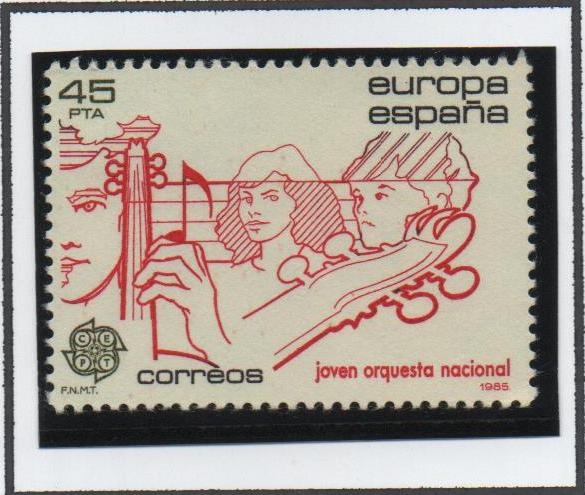 45
PTA
europa
españa
CEPT
F.N.M.T.
correos
joven orquesta nacional
1985